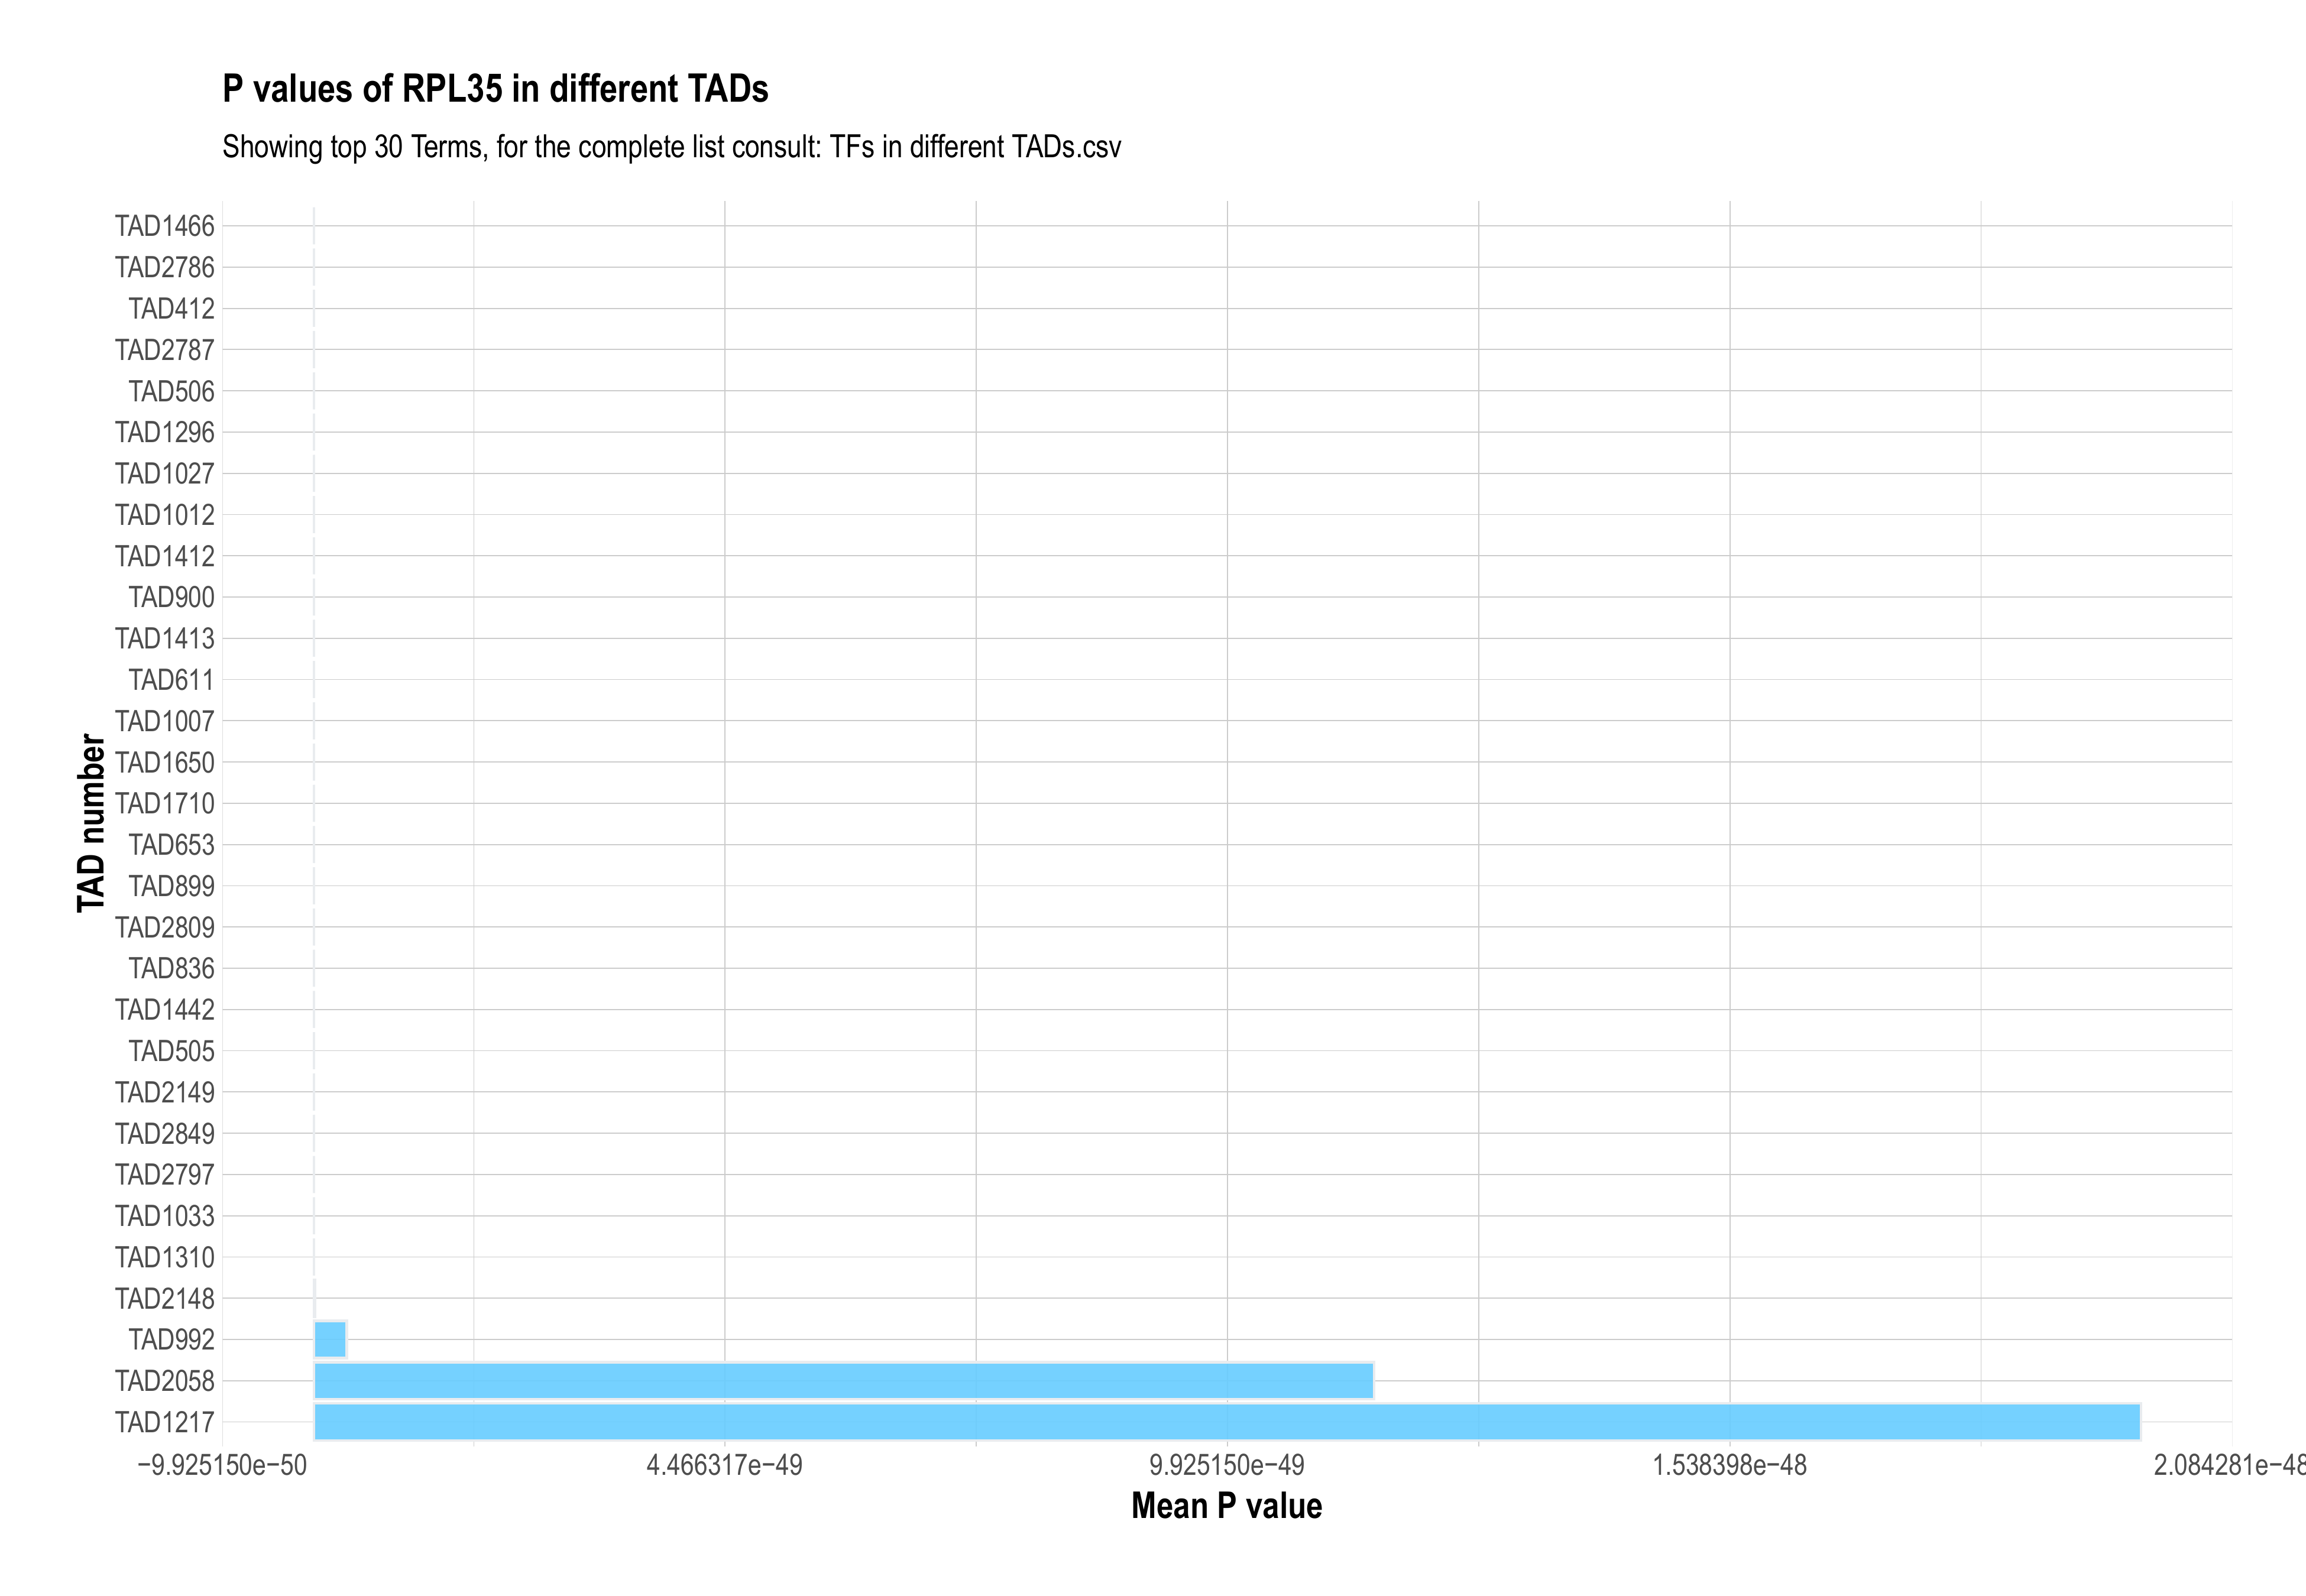 P values of RPL35 in different TADs
Showing top 30 Terms, for the complete list consult: TFs in different TADs.csv
TAD number
TAD1466
TAD2786
TAD412
TAD2787
TAD506
TAD1296
TAD1027
TAD1012
TAD1412
TAD900
TAD1413
TAD611
TAD1007
TAD1650
TAD1710
TAD653
TAD899
TAD2809
TAD836
TAD1442
TAD505
TAD2149
TAD2849
TAD2797
TAD1033
TAD1310
TAD2148
TAD992
TAD2058
TAD1217
−9.925150e−50 4.466317e−49 9.925150e−49 1.538398e−48 2.084281e−48
Mean P value